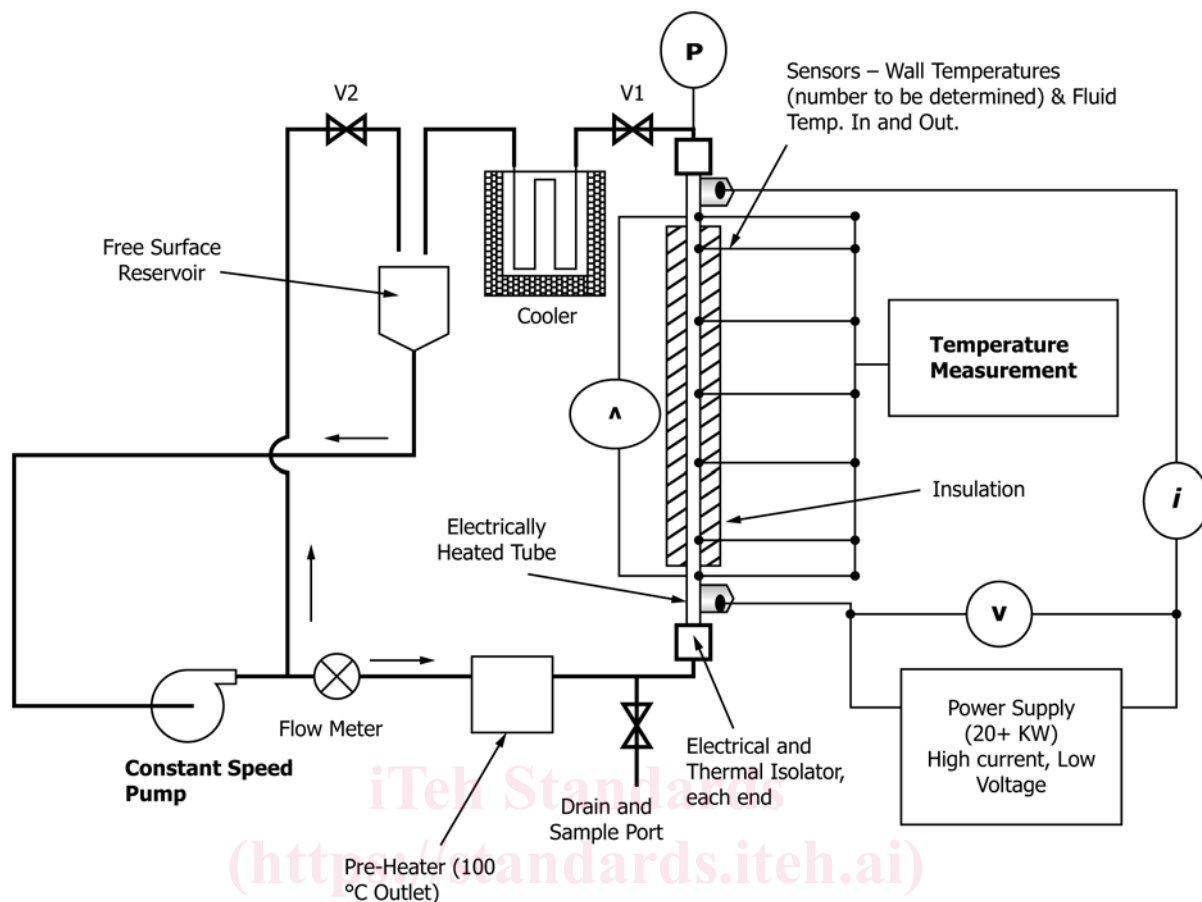 P
Sensors – Wall Temperatures
(number to be determined) & Fluid
Temp. In and Out.
V2
V1
Free Surface
Reservoir
Cooler
Temperature
Measurement
Λ
Insulation
i
Electrically
Heated Tube
V
Flow Meter
Constant Speed
Pump
Electrical and
Thermal Isolator,
each end
Power Supply
(20+ KW)
High current, Low
Voltage
Drain and
Sample Port
Pre-Heater (100
°C Outlet)
iTeh Standards
(https://standards.iteh.ai)